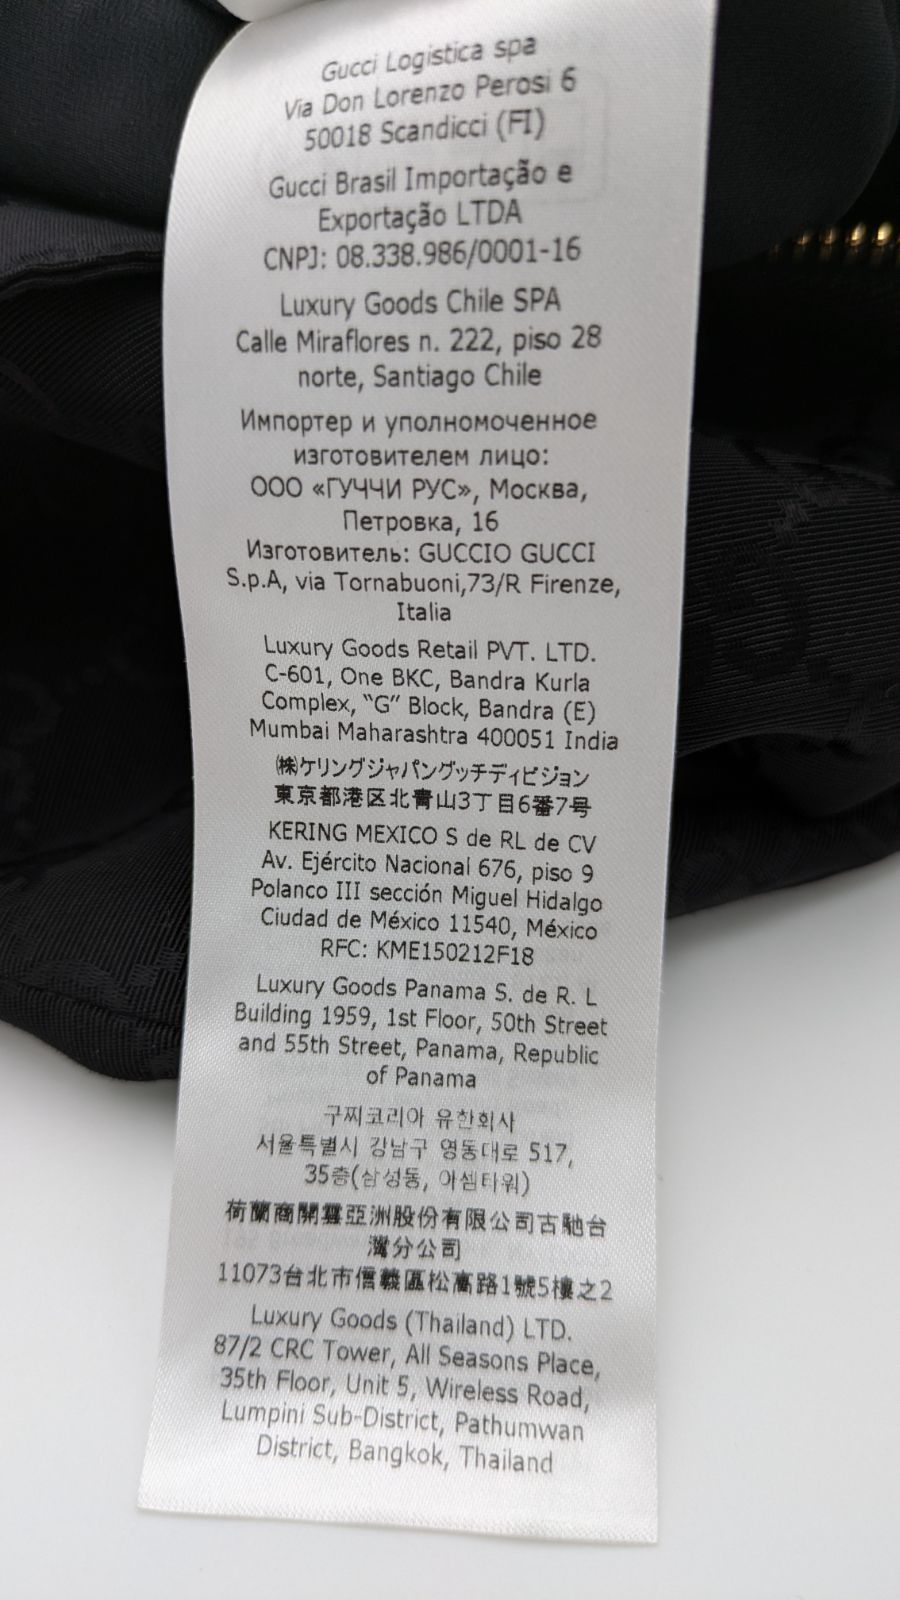 Gucci Logistica spa
Via Don Lorenzo Perosi 6
50018 Scandicci (FI)
Gucci Brasil Importação e
Exportação LTDA
CNPJ: 08.338.986/0001-16
Luxury Goods Chile SPA
Calle Miraflores n. 222, piso 28
norte, Santiago Chile
Импортер и уполномоченное
изготовителем лицо:
ООО «ГУЧЧИ РУС», Москва,
Петровка, 16
Изготовитель: GUCCIO GUCCI
S.p.A, via Tornabuoni,73/R Firenze,
Italia
Luxury Goods Retail PVT. LTD.
C-601, One BKC, Bandra Kurla
Complex, “G” Block, Bandra (E)
Mumbai Maharashtra 400051 India
㈱ケリングジャパングッチディビジョン
東京都港区北青山3丁目6番7号
KERING MEXICO S de RL de CV
Av. Ejército Nacional 676, piso 9
Polanco III sección Miguel Hidalgo
Ciudad de México 11540, México
RFC: KME150212F18
Luxury Goods Panama S. de R. L
Building 1959, 1st Floor, 50th Street
and 55th Street, Panama, Republic
of Panama
구찌코리아 유한회사
서울특별시 강남구 영동대로 517,
35층(삼성동, 아셈타워)
荷蘭商開雲亞洲股份有限公司古馳台
灣分公司
11073台北市信義區松高路1號5樓之2
Luxury Goods (Thailand) LTD.
87/2 CRC Tower, All Seasons Place,
35th Floor, Unit 5, Wireless Road,
Lumpini Sub-District, Pathumwan
District, Bangkok, Thailand